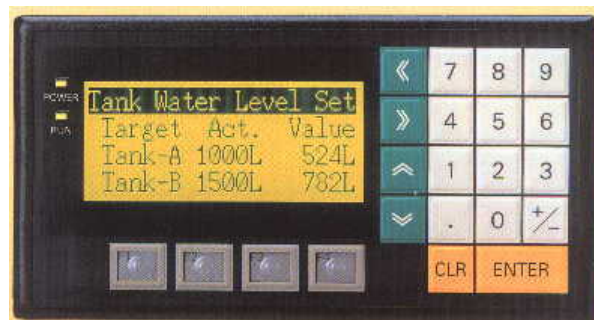 POWER
RUN
Tank Water Level Set
Target Act. Value
Tank-A 1000L 524L
Tank-B 1500L 782L
« 7 8 9
» 4 5 6
1 2 3
. 0 +/-
CLR ENTER